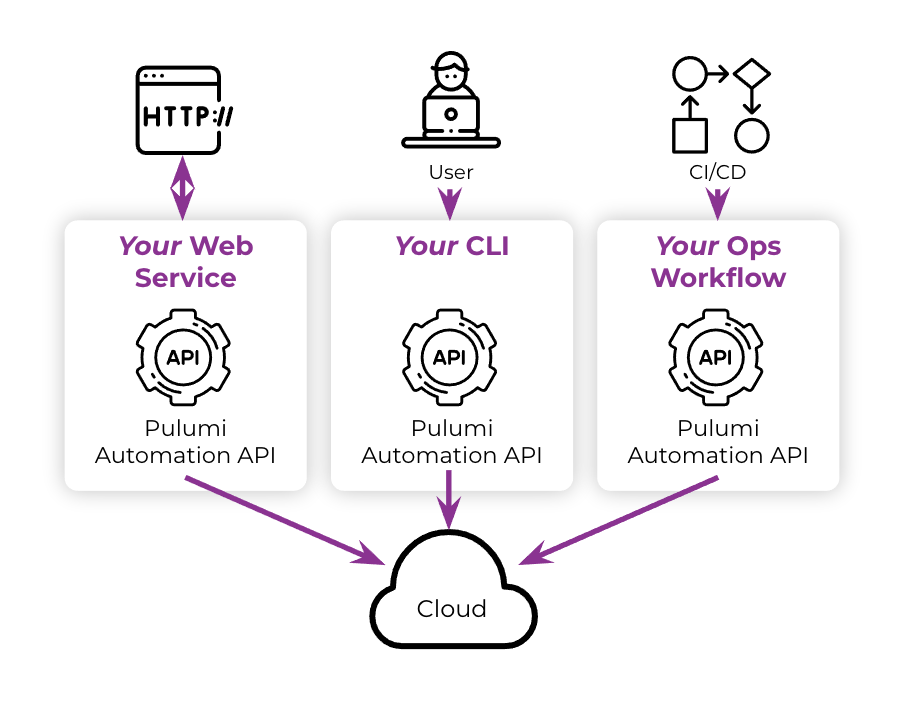 HTTP://
User
CI/CD
Your Web
Service
Your CLI
Your Ops
Workflow
API
API
API
Pulumi
Automation API
Pulumi
Automation API
Pulumi
Automation API
Cloud